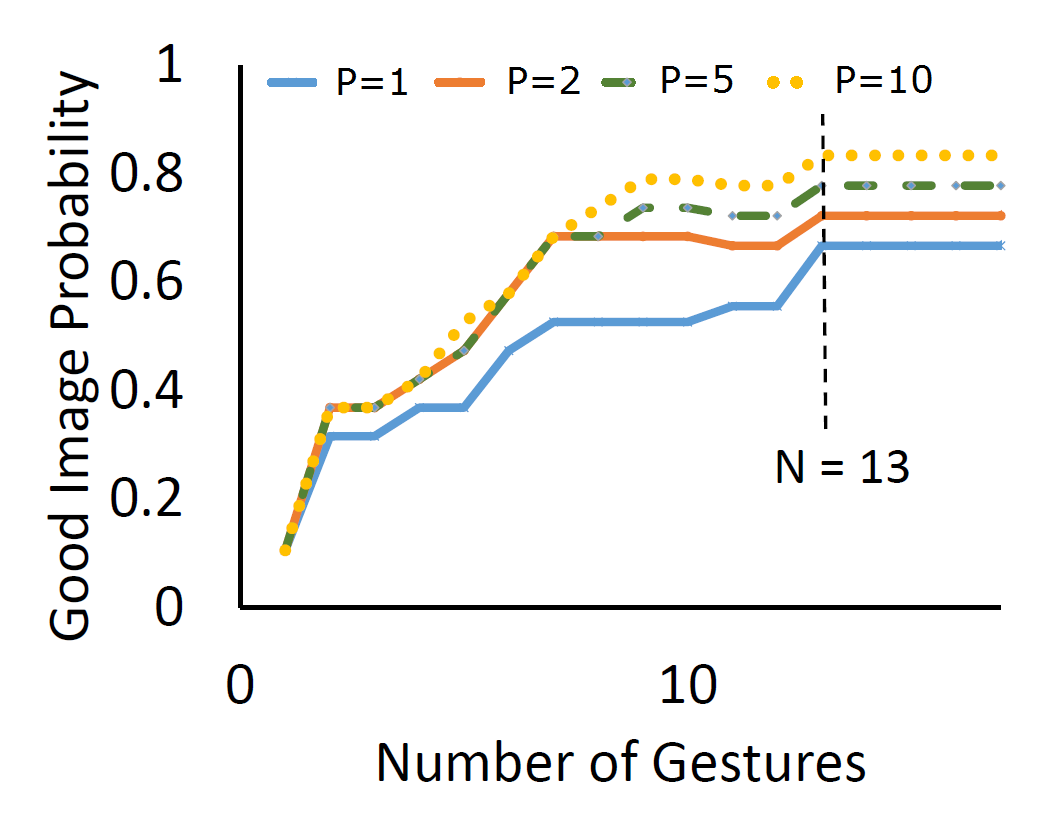 Good Image Probability
1
0.8
0.6
0.4
0.2
0
P=1 P=2 P=5 P=10
N = 13
0 10
Number of Gestures